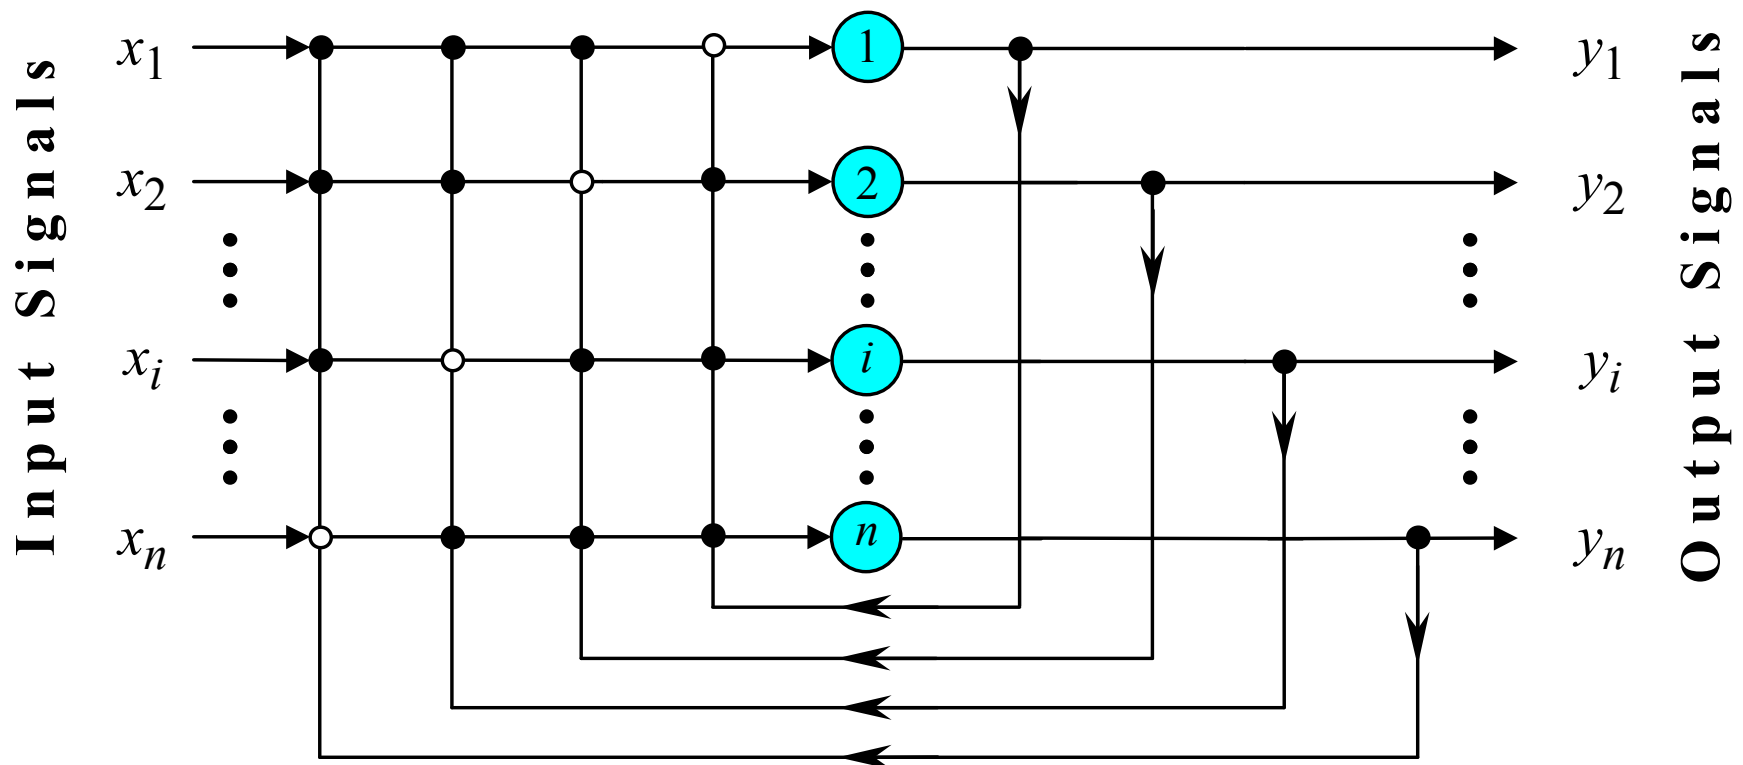 Input Signals
x1 1 y1
x2 2 y2
xi i yi
xn n yn
Output Signals